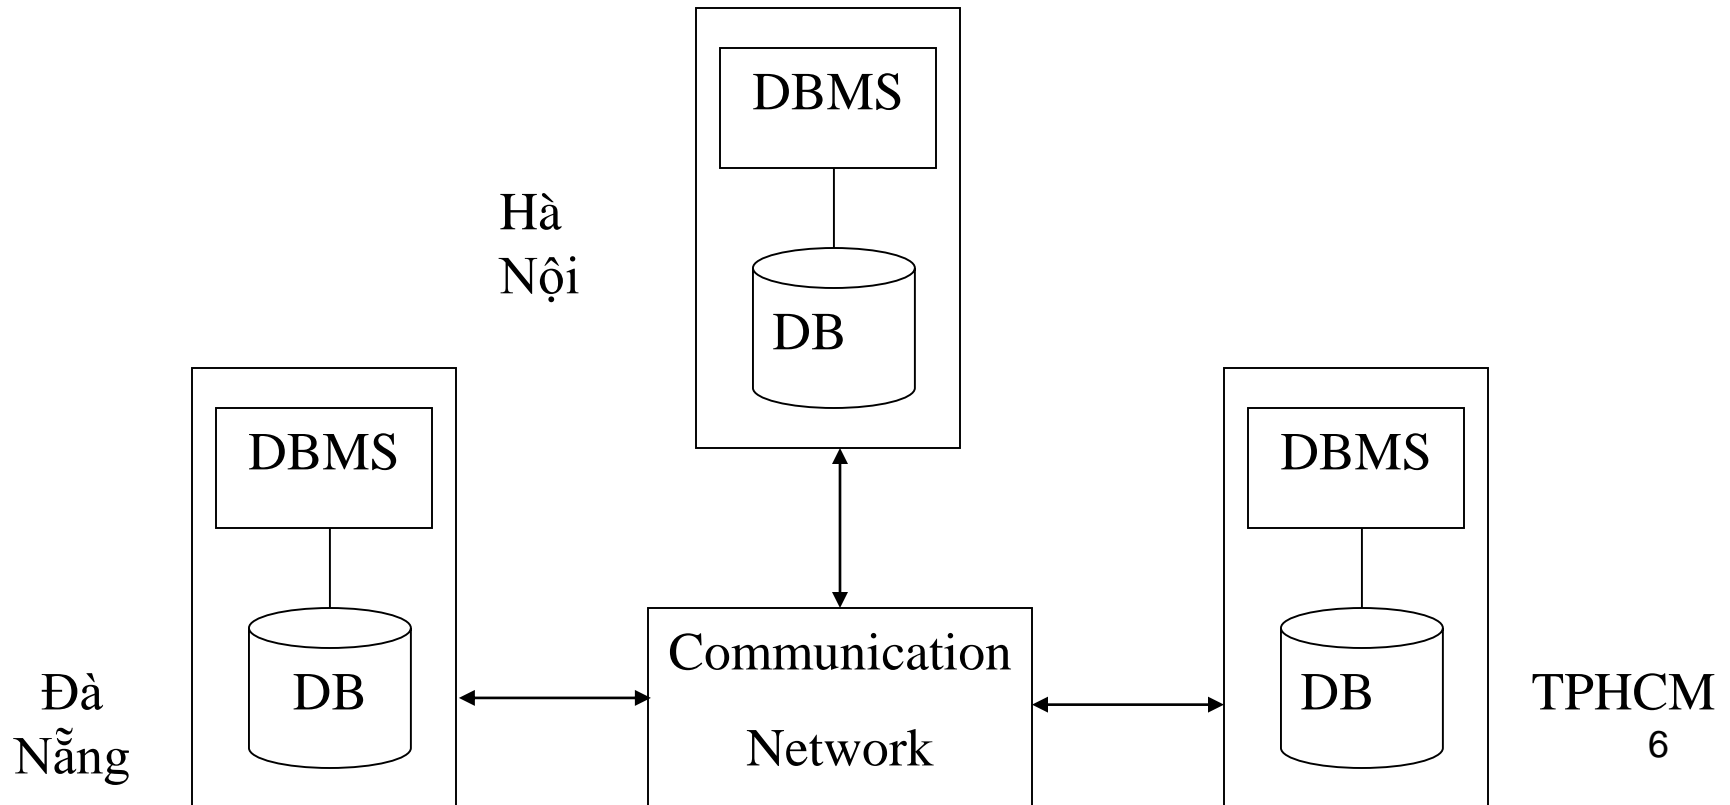 DBMS
Hà
Nội
DB
DBMS
DBMS
Communication
Network
Đà
Nẵng
DB
DB
TPHCM
6